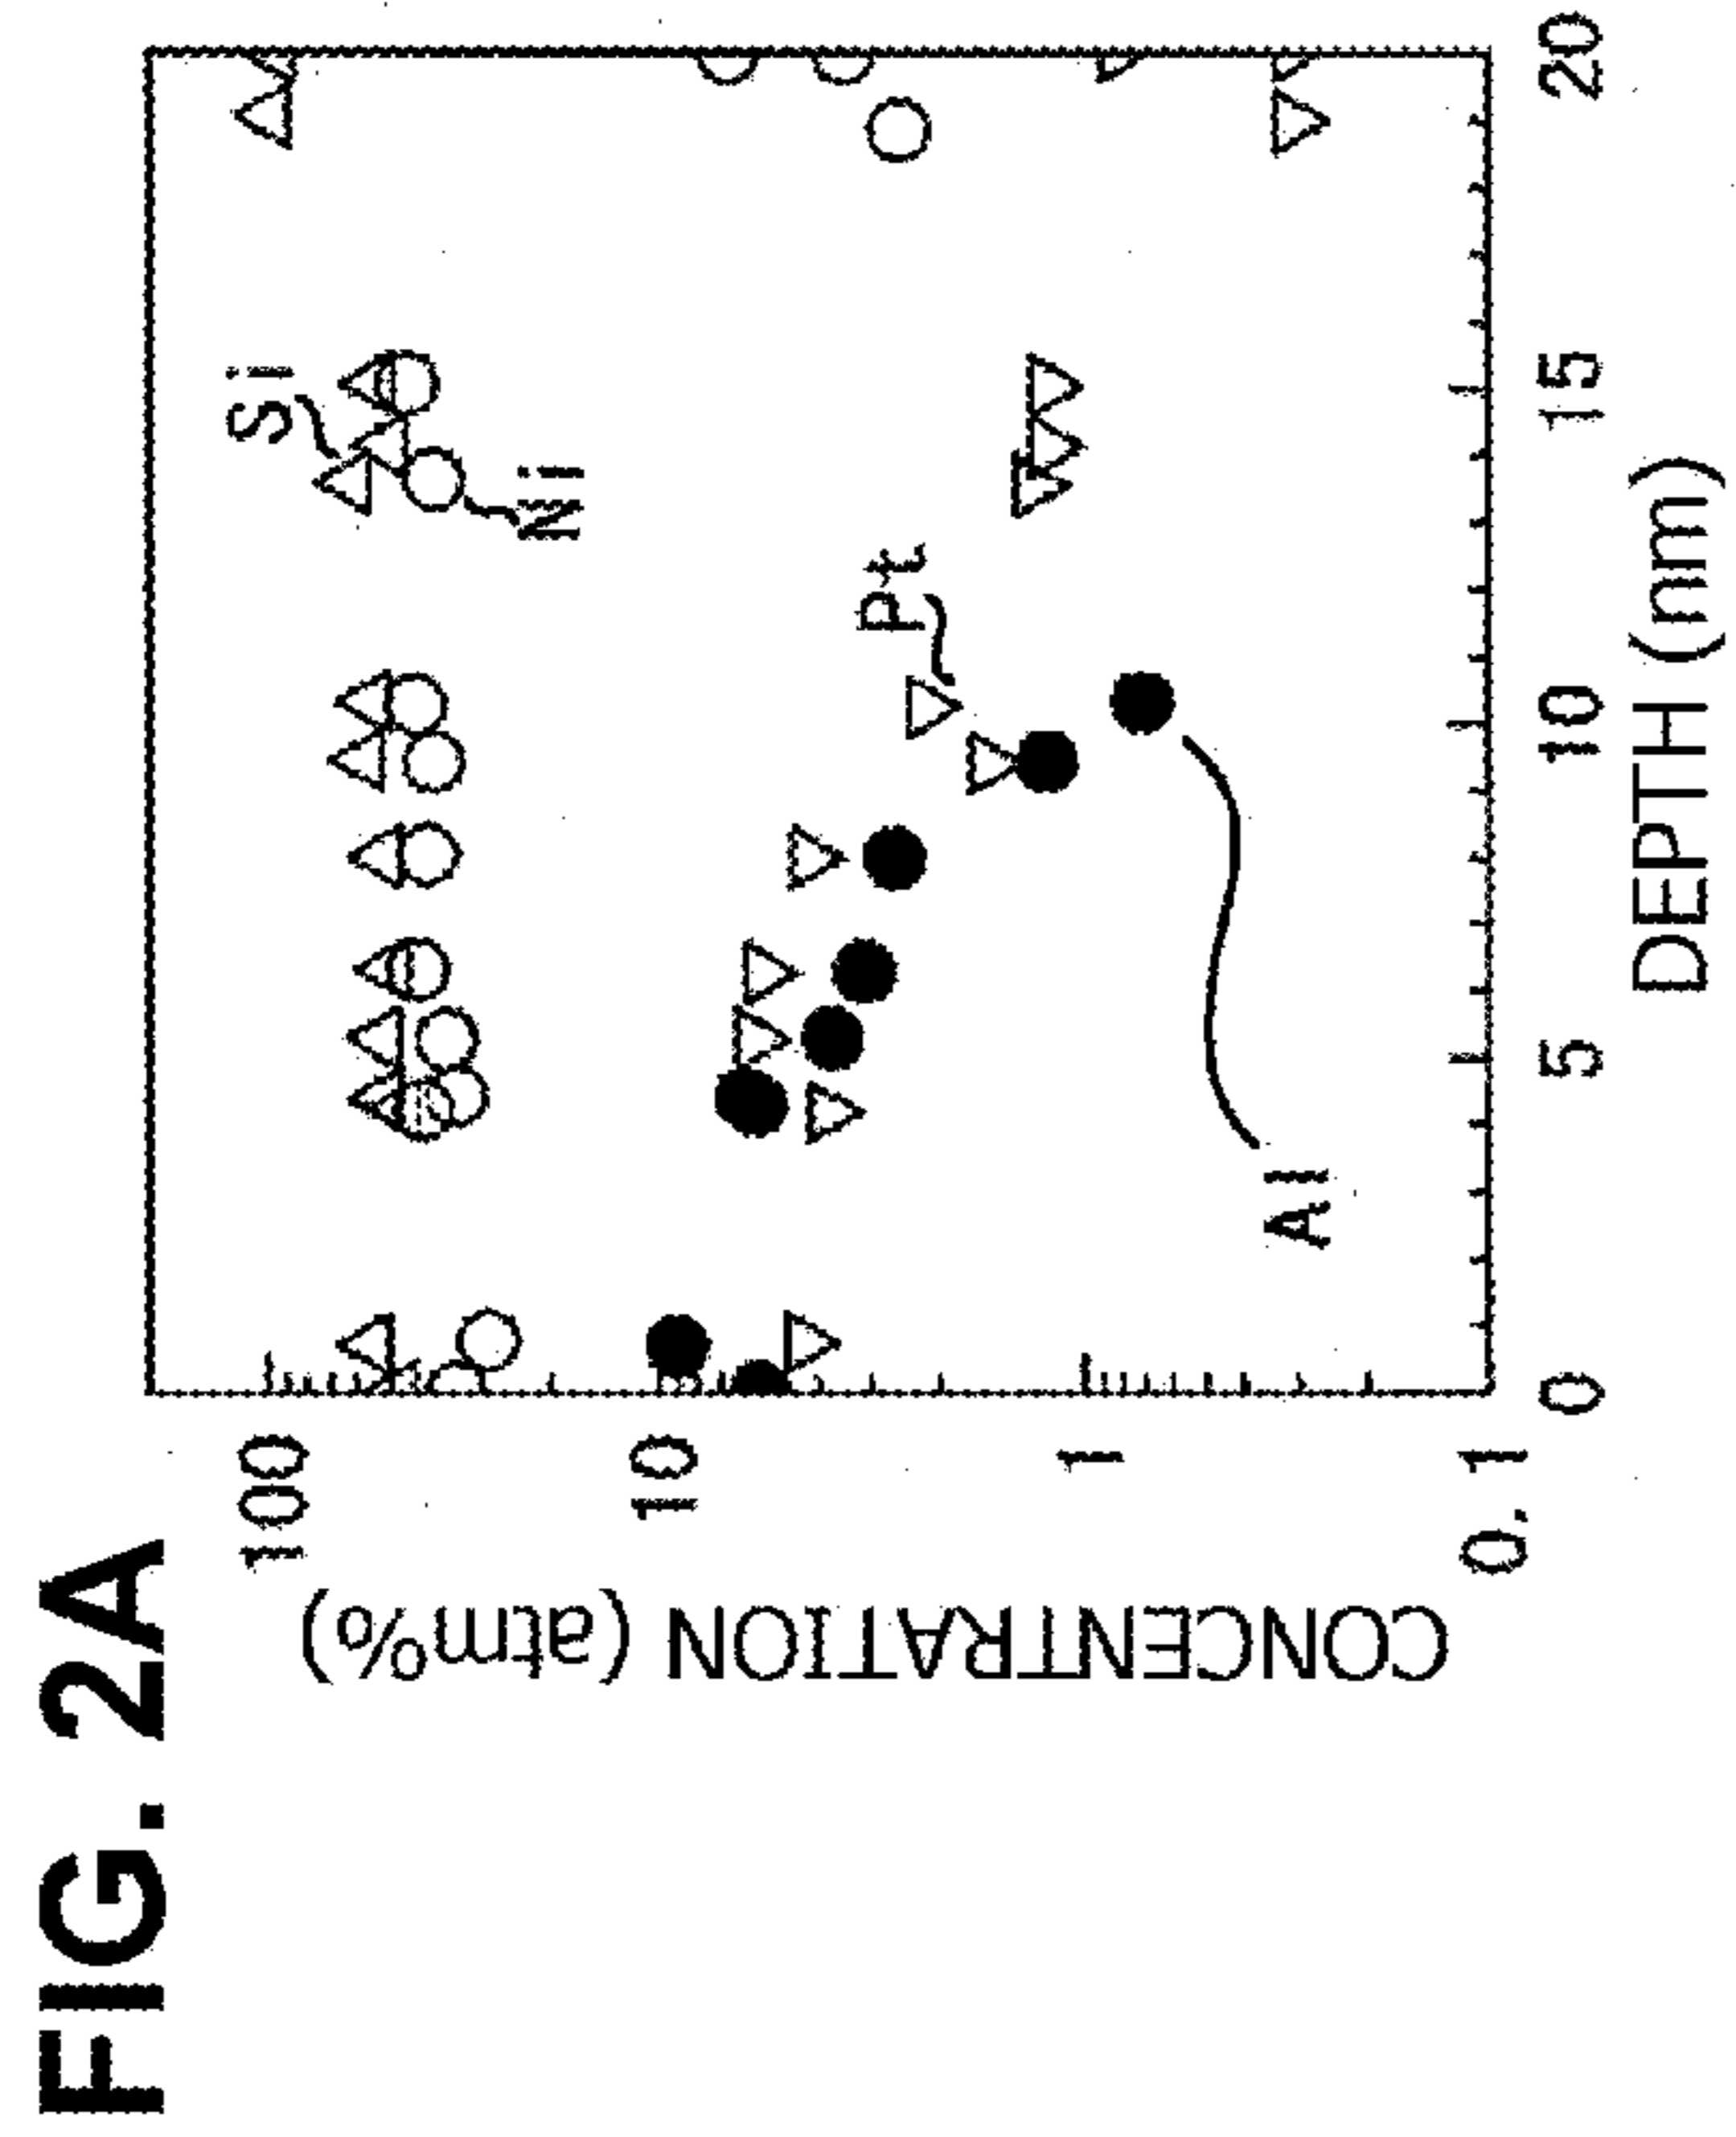 FIG. 2A
CONCENTRATION (atm%)
100
10
1
0. 1
Si
Ni
Pt
Al
0
5
10
15
20
DEPTH (nm)